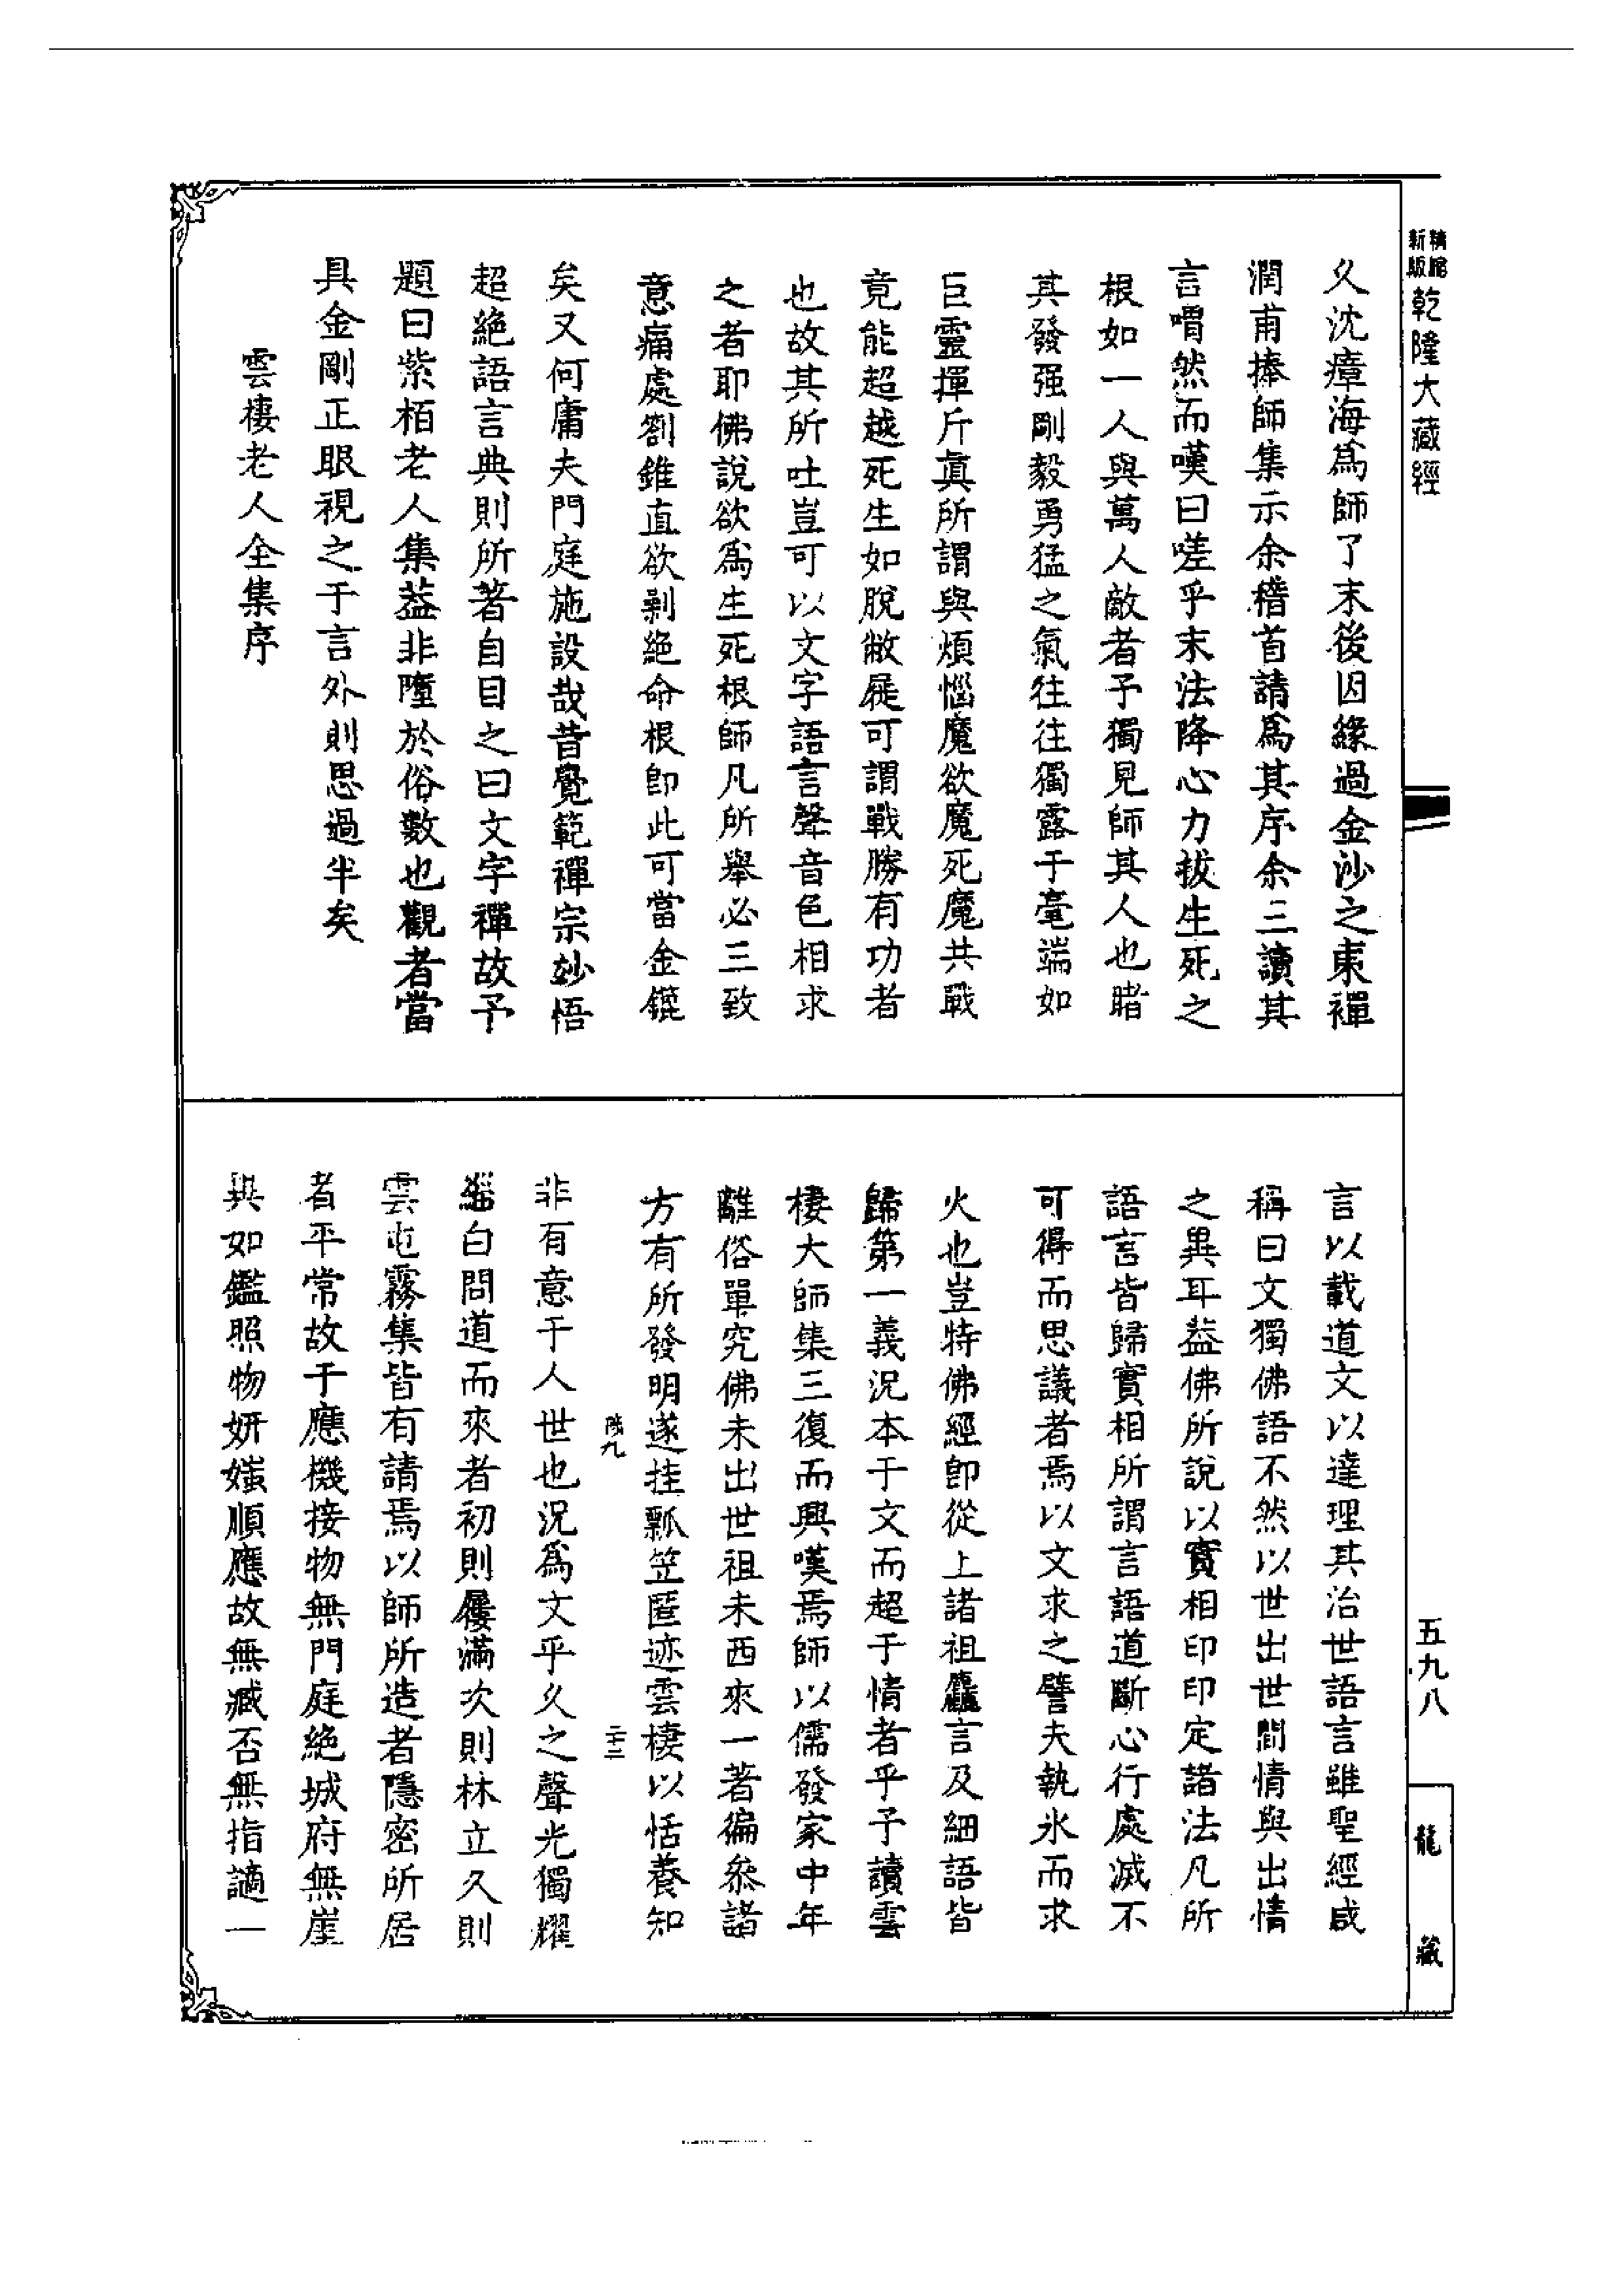 精縮
新版
乾隆大藏經
五九八
龍藏
久沈瘴海爲師了末後因緣過金沙之東禪
潤甫捧師集示余稽首請爲其序余三讀其
言喟然而嘆曰嗟乎末法降心力拔生死之
根如一人與萬人敵者予獨見師其人也睹
其發强剛毅勇猛之氣往往獨露于毫端如
巨靈揮斤眞所謂與煩惱魔欲魔死魔共戰
竟能超越死生如脫敝屣可謂戰勝有功者
也故其所吐豈可以文字語言聲音色相求
之者耶佛說欲爲生死根師凡所舉必三致
意痛處劄錐直欲剿絕命根即此可當金錍
矣又何庸夫門庭施設哉昔覺範禪宗妙悟
超絕語言典則所著自目之曰文字禪故予
題曰紫栢老人集葢非墮於俗數也觀者當
具金剛正眼視之于言外則思過半矣
雲棲老人全集序
言以載道文以達理其治世語言雖聖經咸
稱曰文獨佛語不然以世出世間情與出情
之異耳葢佛所說以實相印印定諸法凡所
語言皆歸實相所謂言語道斷心行處滅不
可得而思議者焉以文求之譬夫執氷而求
火也豈特佛經即從上諸祖麤言及細語皆
歸第一義況本于文而超于情者乎予讀雲
棲大師集三復而興嘆焉師以儒發家中年
離俗單究佛未出世祖未西來一著徧叅諸
方有所發明遂挂瓢笠匿迹雲棲以恬養知
二十二
非有意于人世也況爲文乎久之聲光獨耀
緇白問道而來者初則屨滿次則林立久則
雲屯霧集皆有請焉以師所造者隱密所居
者平常故于應機接物無門庭絕城府無崖
異如鑑照物妍媸順應故無臧否無指謫一